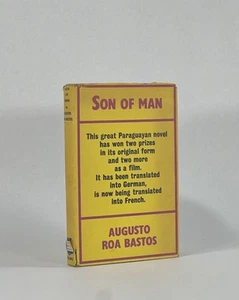 SON OF MAN
This great Paraguayan novel
has won two prizes
in its original form
and two more
as a film.
It has been translated
into German,
is now being translated
into French.
AUGUSTO
ROA BASTOS